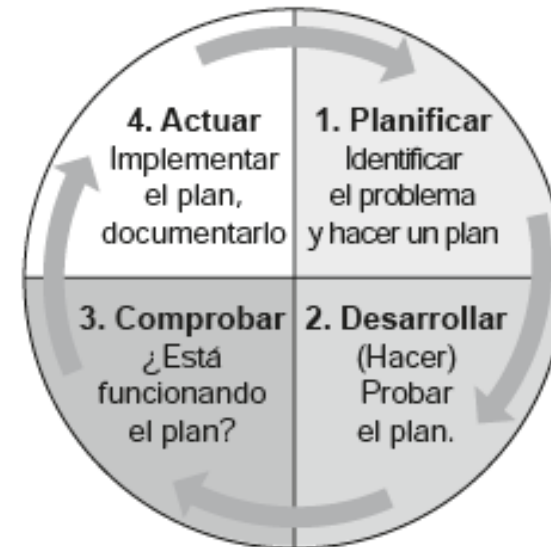 4. Actuar
Implementar
el plan,
documentarlo
1. Planificar
Identificar
el problema
y hacer un plan
3. Comprobar
¿Está
funcionando
el plan?
2. Desarrollar
(Hacer)
Probar
el plan.